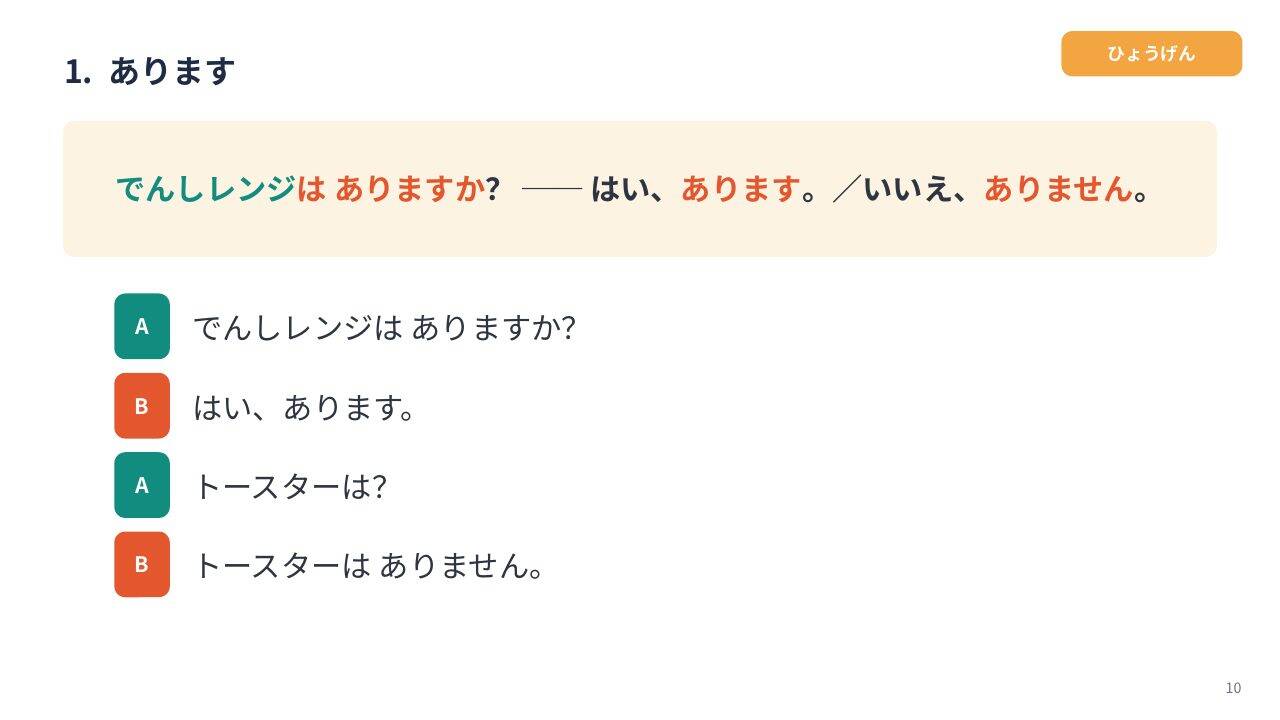 ひょうげん
1. あります
でんしレンジは ありますか? ── はい、あります。／いいえ、ありません。
A でんしレンジは ありますか?
B はい、あります。
A トースターは?
B トースターは ありません。
10